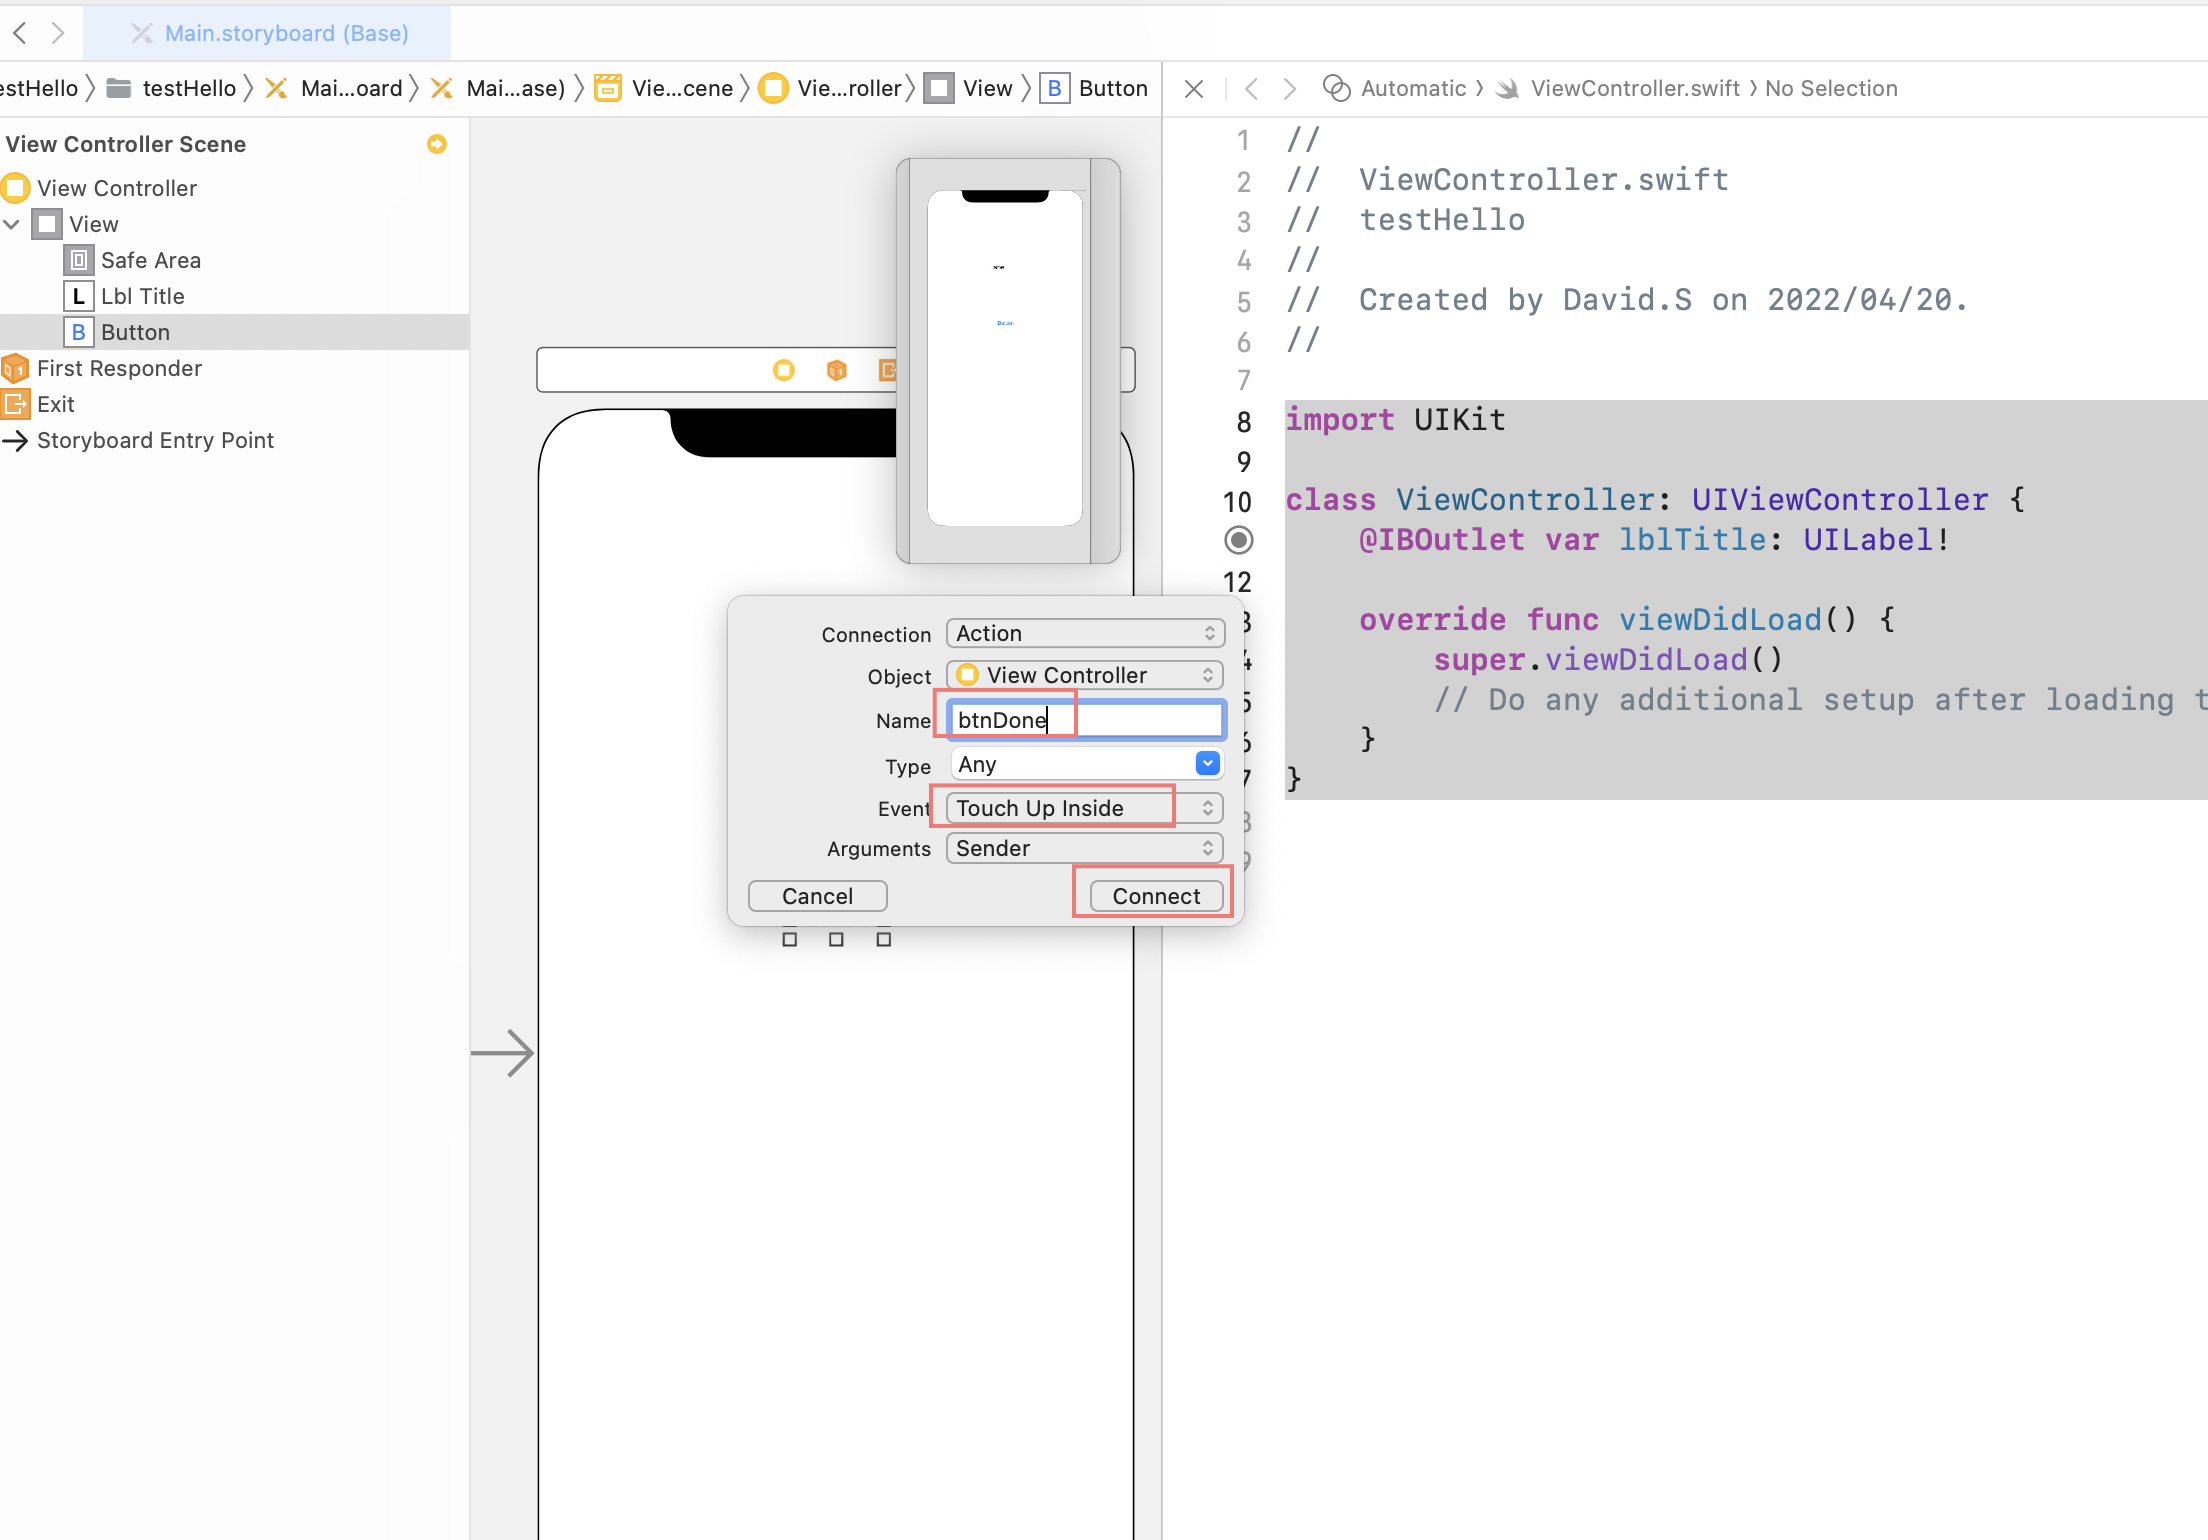 Main.storyboard (Base)
estHello testHello Mai...oard Mai...ase) Vie...cene Vie...roller View B Button
Automatic ViewController.swift No Selection
View Controller Scene
View Controller
View
Safe Area
L Lbl Title
B Button
First Responder
Exit
Storyboard Entry Point
Connection Action
Object View Controller
Name btnDone
Type Any
Event Touch Up Inside
Arguments Sender
Cancel Connect
1 //
2 // ViewController.swift
3 // testHello
4 //
5 // Created by David.S on 2022/04/20.
6 //
7
8 import UIKit
9
10 class ViewController: UIViewController {
@IBOutlet var lblTitle: UILabel!
12
3 override func viewDidLoad() {
4 super.viewDidLoad()
5 // Do any additional setup after loading t
6 }
7 }
8
9